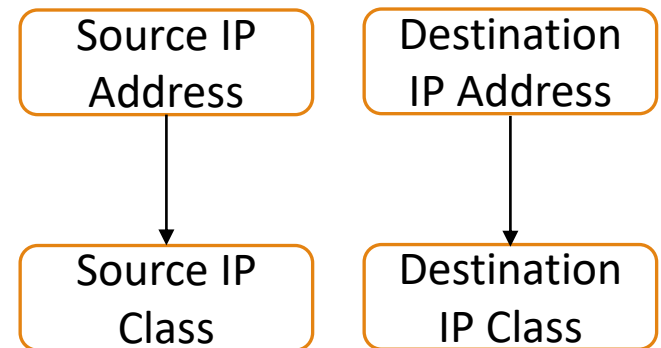 Source IP
Address
Destination
IP Address
Source IP
Class
Destination
IP Class